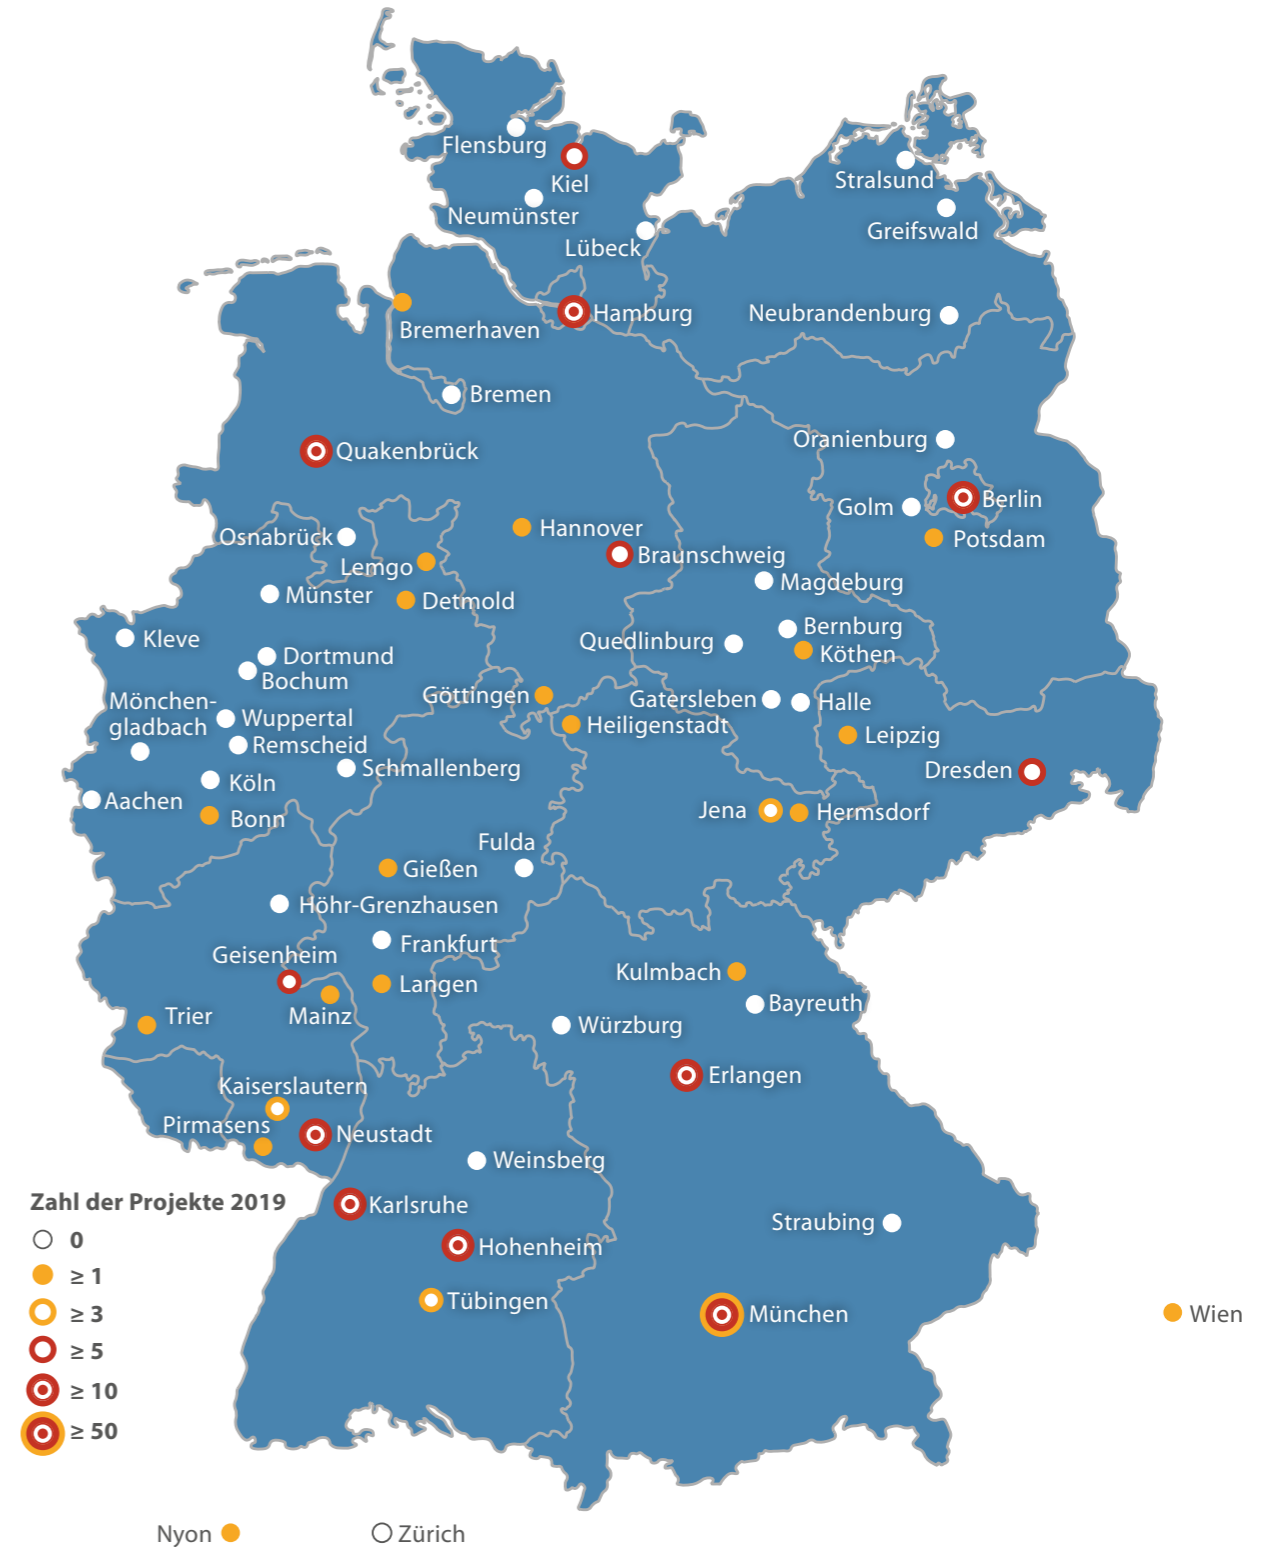 Flensburg
Kiel
Neumünster
Lübeck
Stralsund
Greifswald
Hamburg
Neubrandenburg
Bremerhaven
Bremen
Oranienburg
Quakenbrück
Golm
Berlin
Potsdam
Osnabrück
Hannover
Braunschweig
Lemgo
Magdeburg
Münster
Detmold
Kleve
Quedlinburg
Bernburg
Köthen
Dortmund
Bochum
Göttingen
Gatersleben
Halle
Mönchen-
gladbach
Wuppertal
Heiligenstadt
Leipzig
Remscheid
Schmallenberg
Dresden
Köln
Aachen
Bonn
Jena
Hermsdorf
Fulda
Gießen
Höhr-Grenzhausen
Frankfurt
Geisenheim
Langen
Kulmbach
Bayreuth
Trier
Mainz
Würzburg
Erlangen
Kaiserslautern
Pirmasens
Neustadt
Weinsberg
Karlsruhe
Straubing
Hohenheim
Tübingen
München
Wien
Zahl der Projekte 2019
0
≥ 1
≥ 3
≥ 5
≥ 10
≥ 50
Nyon
Zürich